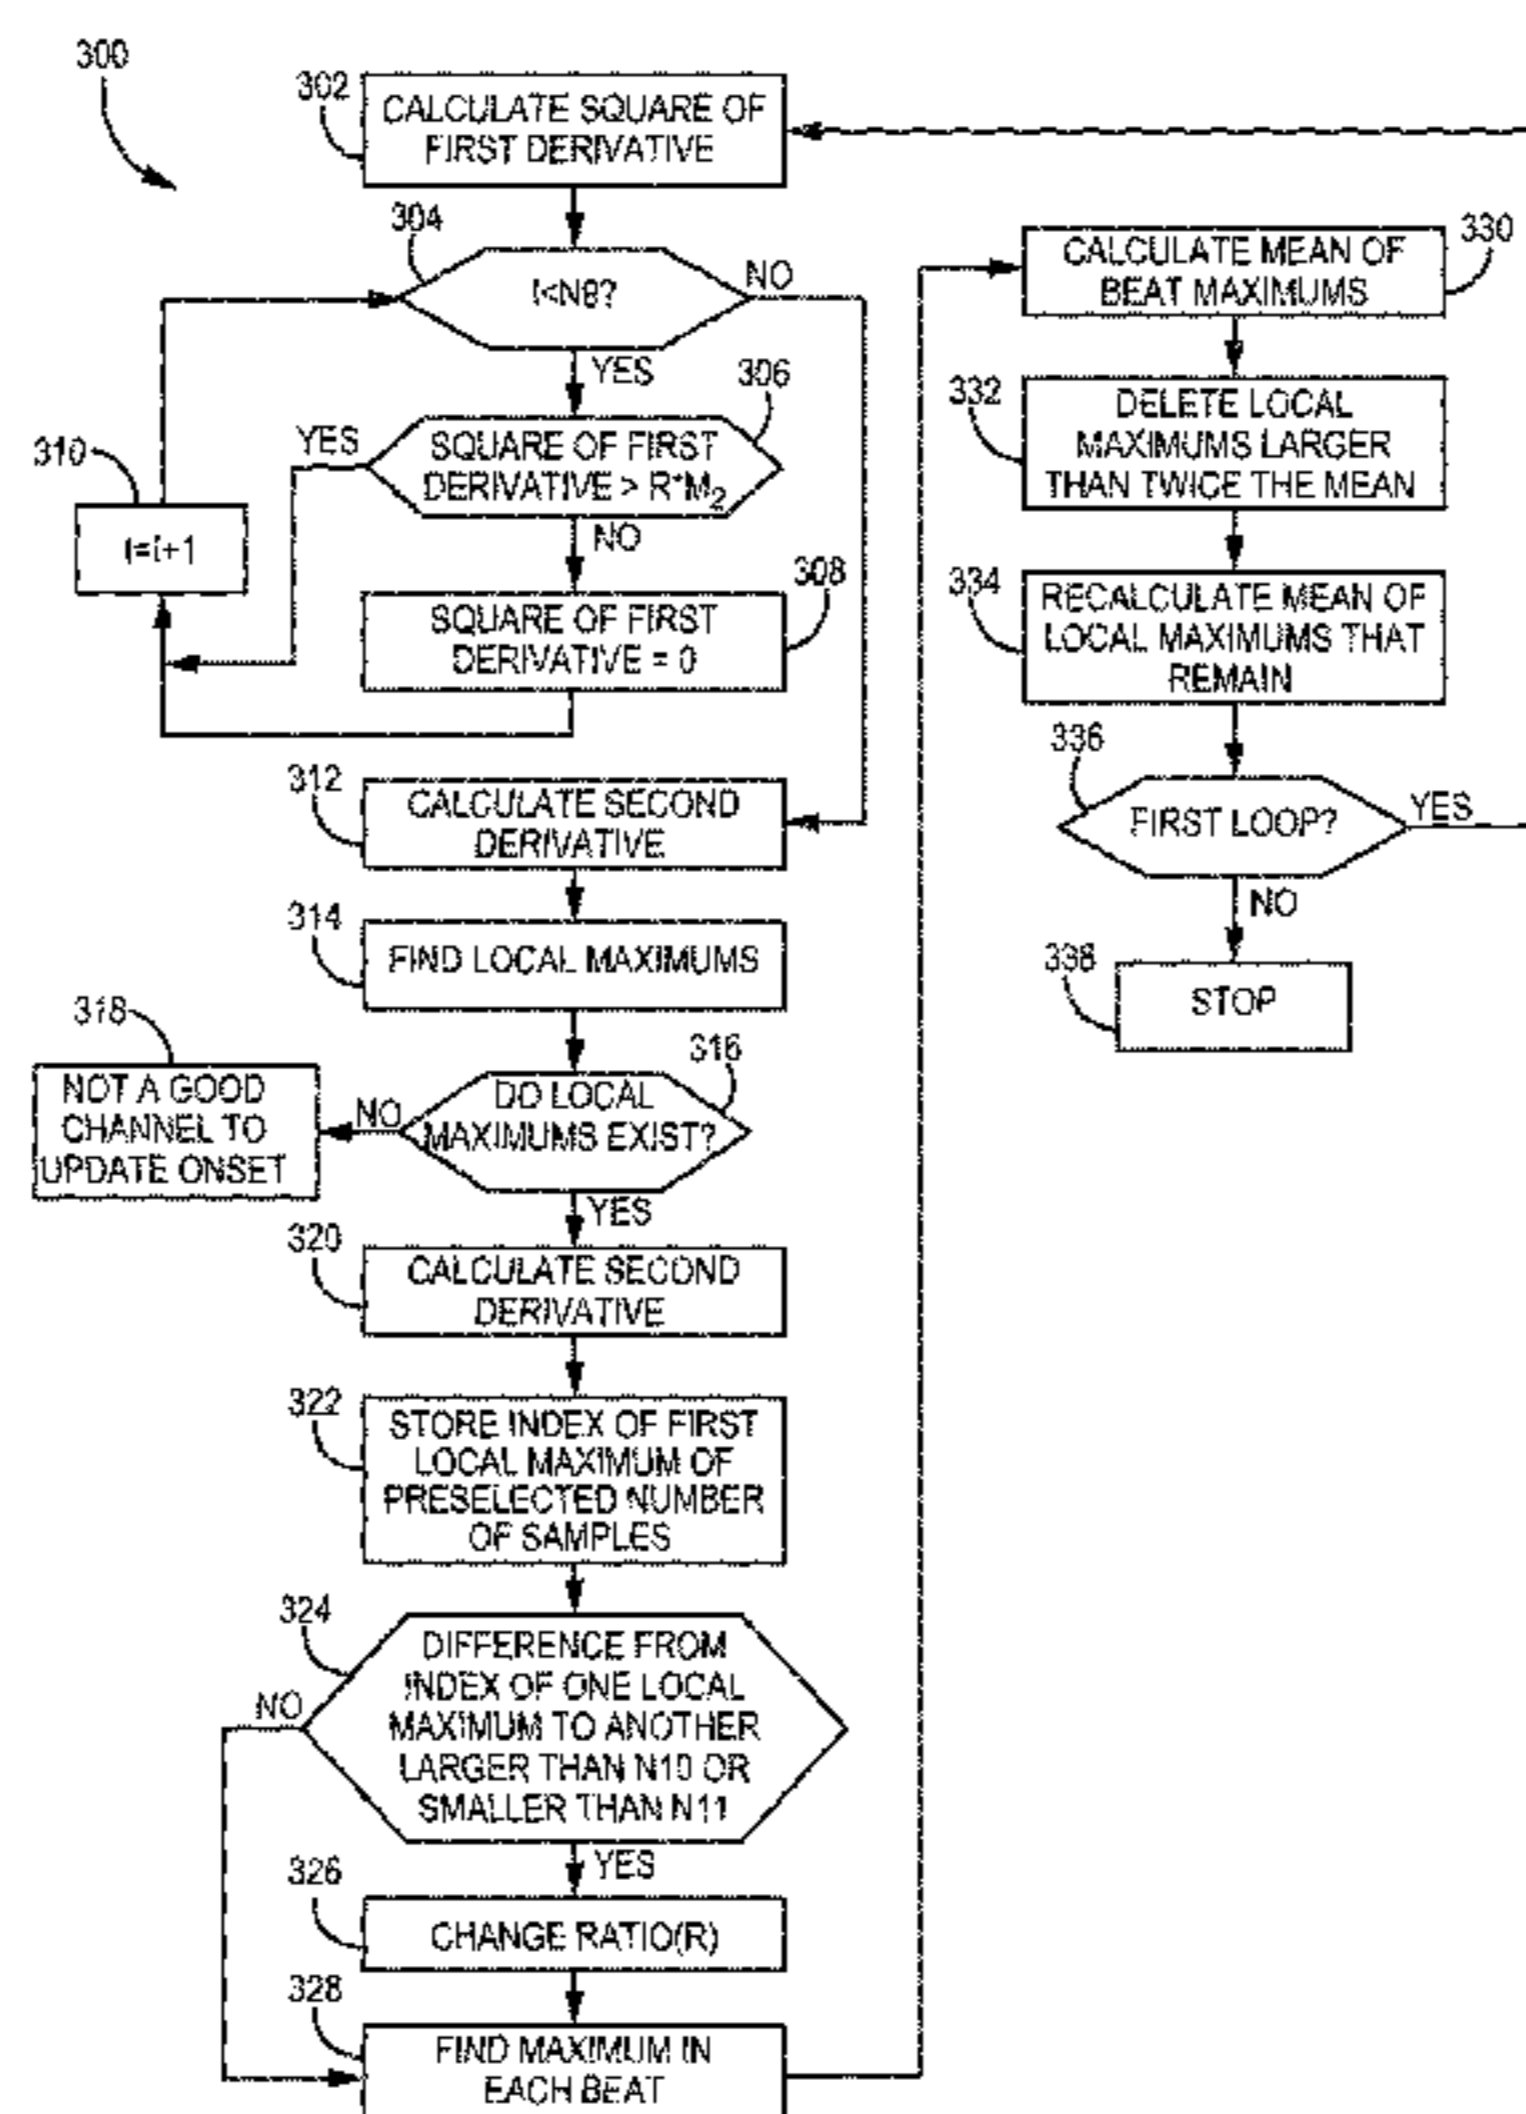 300
302
CALCULATE SQUARE OF
FIRST DERIVATIVE
304
I<N8?
NO
YES
306
SQUARE OF FIRST
DERIVATIVE > R*M2
YES
NO
310
I=I+1
308
SQUARE OF FIRST
DERIVATIVE = 0
312
CALCULATE SECOND
DERIVATIVE
314
FIND LOCAL MAXIMUMS
316
DO LOCAL
MAXIMUMS EXIST?
NO
318
NOT A GOOD
CHANNEL TO
UPDATE ONSET
YES
320
CALCULATE SECOND
DERIVATIVE
322
STORE INDEX OF FIRST
LOCAL MAXIMUM OF
PRESELECTED NUMBER
OF SAMPLES
324
DIFFERENCE FROM
INDEX OF ONE LOCAL
MAXIMUM TO ANOTHER
LARGER THAN N10 OR
SMALLER THAN N11
NO
YES
326
CHANGE RATIO(R)
328
FIND MAXIMUM IN
EACH BEAT
330
CALCULATE MEAN OF
BEAT MAXIMUMS
332
DELETE LOCAL
MAXIMUMS LARGER
THAN TWICE THE MEAN
334
RECALCULATE MEAN OF
LOCAL MAXIMUMS THAT
REMAIN
336
FIRST LOOP?
YES
NO
338
STOP